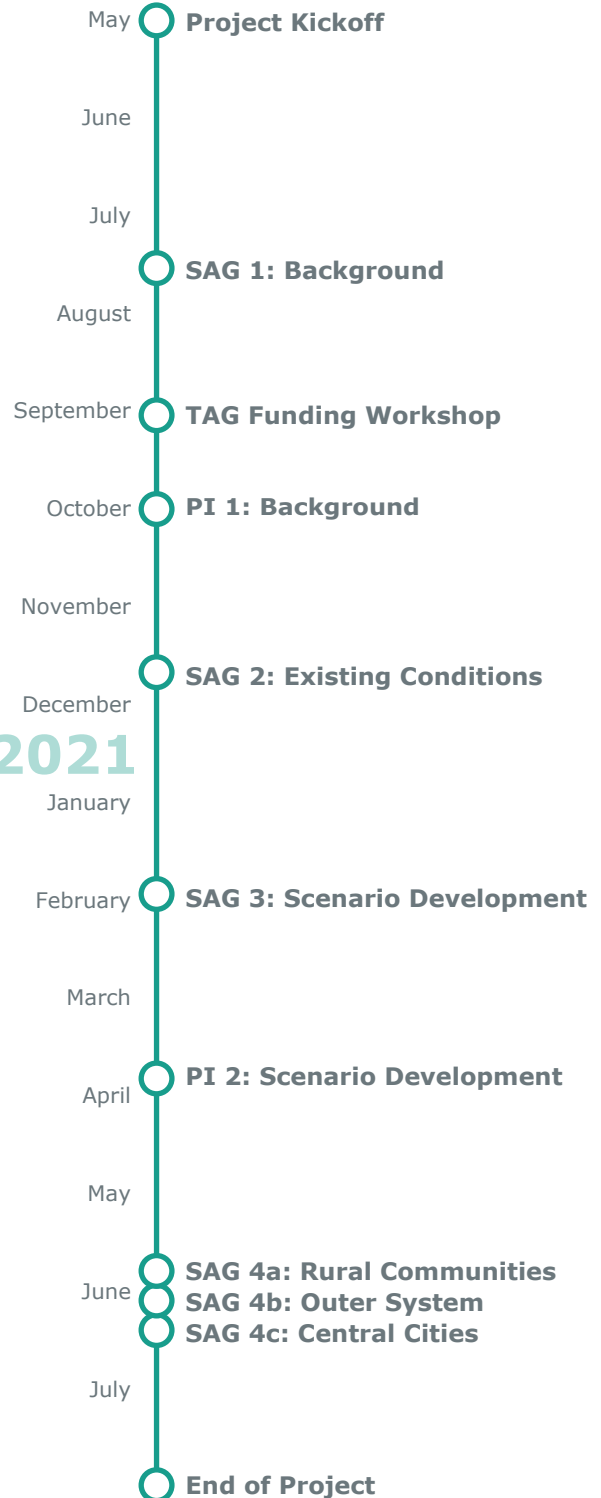 May
Project Kickoff
June
July
SAG 1: Background
August
September
TAG Funding Workshop
October
PI 1: Background
November
SAG 2: Existing Conditions
December
2021
January
February
SAG 3: Scenario Development
March
PI 2: Scenario Development
April
May
SAG 4a: Rural Communities
June
SAG 4b: Outer System
SAG 4c: Central Cities
July
End of Project